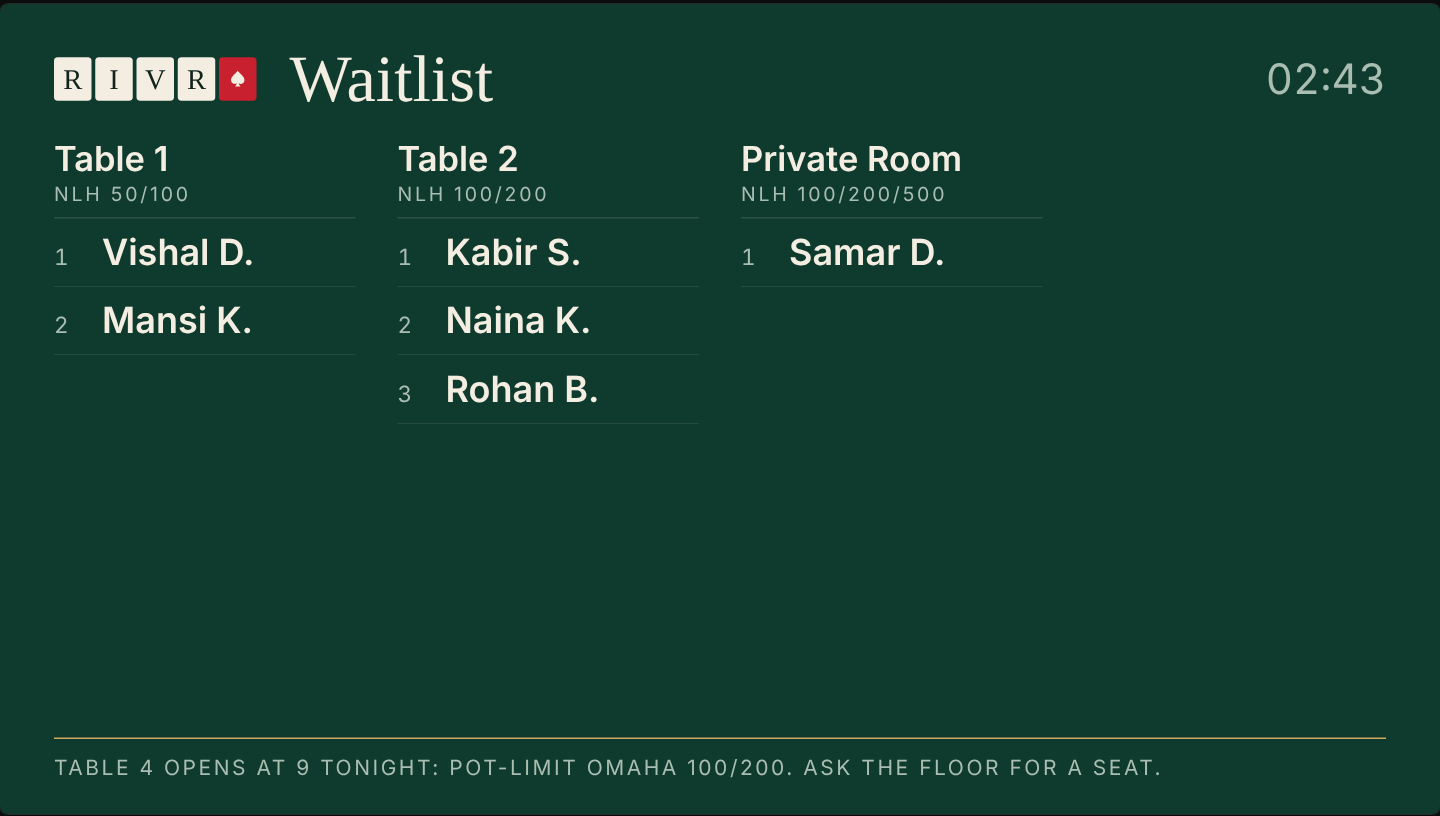 RIVR Waitlist
02:43
Table 1
NLH 50/100
1 Vishal D.
2 Mansi K.
Table 2
NLH 100/200
1 Kabir S.
2 Naina K.
3 Rohan B.
Private Room
NLH 100/200/500
1 Samar D.
TABLE 4 OPENS AT 9 TONIGHT: POT-LIMIT OMAHA 100/200. ASK THE FLOOR FOR A SEAT.